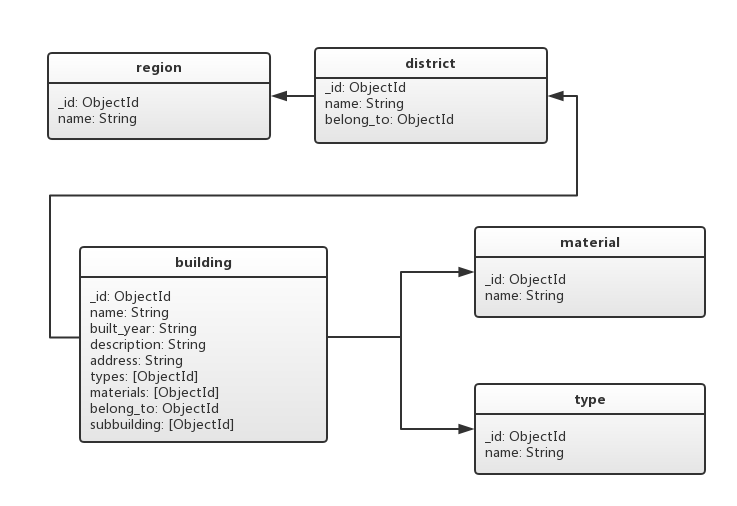 region
_id: ObjectId
name: String
district
_id: ObjectId
name: String
belong_to: ObjectId
building
_id: ObjectId
name: String
built_year: String
description: String
address: String
types: [ObjectId]
materials: [ObjectId]
belong_to: ObjectId
subbuilding: [ObjectId]
material
_id: ObjectId
name: String
type
_id: ObjectId
name: String